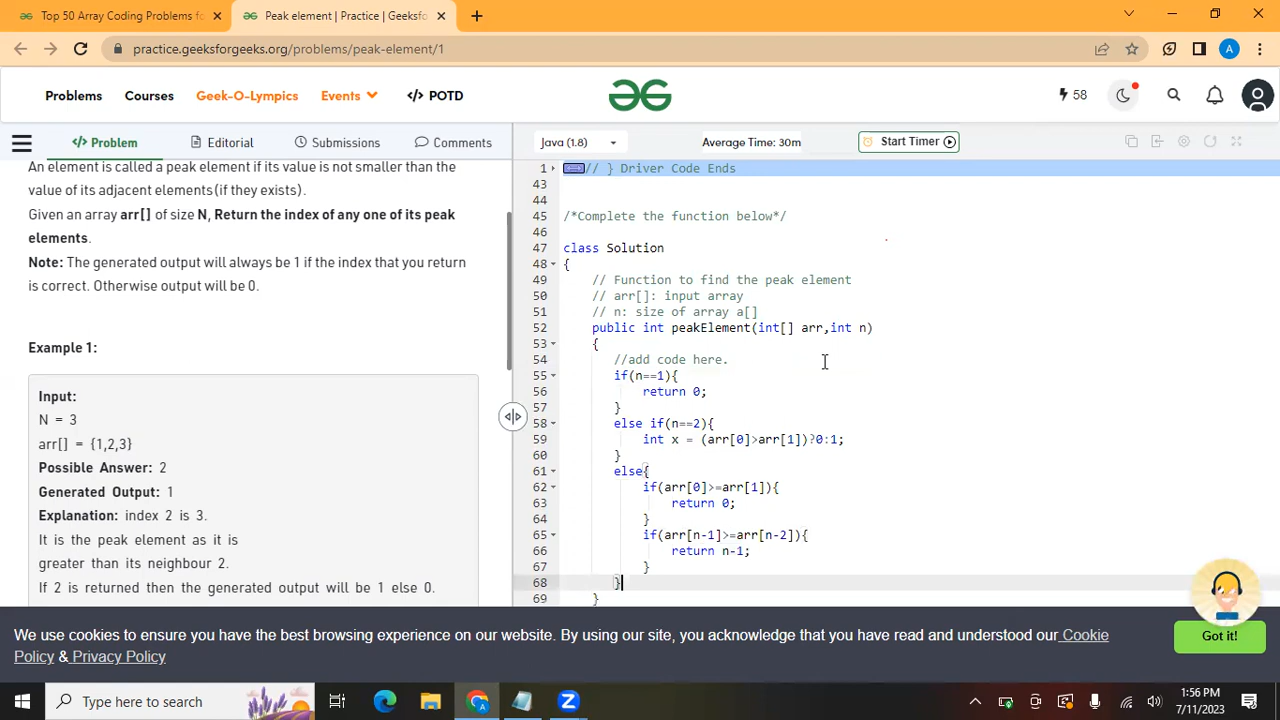 Top 50 Array Coding Problems fo
Peak element | Practice | Geeksfo
practice.geeksforgeeks.org/problems/peak-element/1
A
Problems
Courses
Geek-O-Lympics
Events
</> POTD
58
</> Problem
Editorial
Submissions
Comments
Java (1.8)
Average Time: 30m
Start Timer
An element is called a peak element if its value is not smaller than the
value of its adjacent elements(if they exists).
Given an array arr[] of size N, Return the index of any one of its peak
elements.
Note: The generated output will always be 1 if the index that you return
is correct. Otherwise output will be 0.
Example 1:
Input:
N = 3
arr[] = {1,2,3}
Possible Answer: 2
Generated Output: 1
Explanation: index 2 is 3.
It is the peak element as it is
greater than its neighbour 2.
If 2 is returned then the generated output will be 1 else 0.
1 // } Driver Code Ends
43
44
45 /*Complete the function below*/
46
47 class Solution
48 {
49 // Function to find the peak element
50 // arr[]: input array
51 // n: size of array a[]
52 public int peakElement(int[] arr,int n)
53 {
54 //add code here.
55 if(n==1){
56 return 0;
57 }
58 else if(n==2){
59 int x = (arr[0]>arr[1])?0:1;
60 }
61 else{
62 if(arr[0]>=arr[1]){
63 return 0;
64 }
65 if(arr[n-1]>=arr[n-2]){
66 return n-1;
67 }
68 }
69 }
We use cookies to ensure you have the best browsing experience on our website. By using our site, you acknowledge that you have read and understood our Cookie
Policy & Privacy Policy
Got it!
Type here to search
1:56 PM
7/11/2023